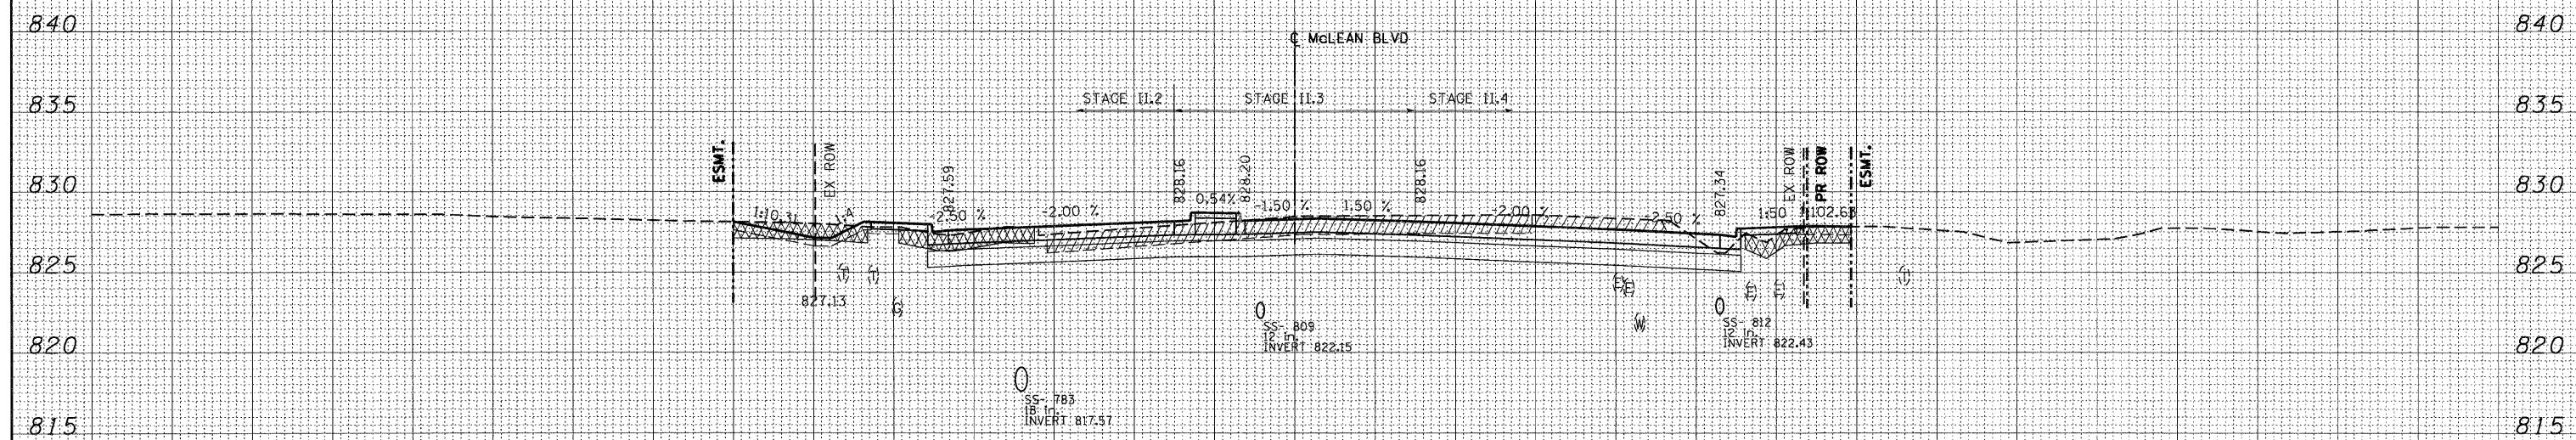 840 840
℄ McLEAN BLVD
835 STAGE II.2 STAGE II.3 STAGE II.4 835
830 ESMT. EX ROW 827.59 828.16 828.20 828.16 827.34 EX ROW PR ROW ESMT. 830
1:10.31 1:4 -2.50 % -2.00 % 0.54% -1.50 % 1.50 % -2.00 % -2.50 % 1:50 1:102.63
825 (T) (T) (E) (E) (E) (T) 825
827.13 (G)
(W)
SS- 809
12 in.
INVERT 822.15
SS- 812
12 in.
INVERT 822.43
820 820
SS- 783
18 in.
INVERT 817.57
815 815